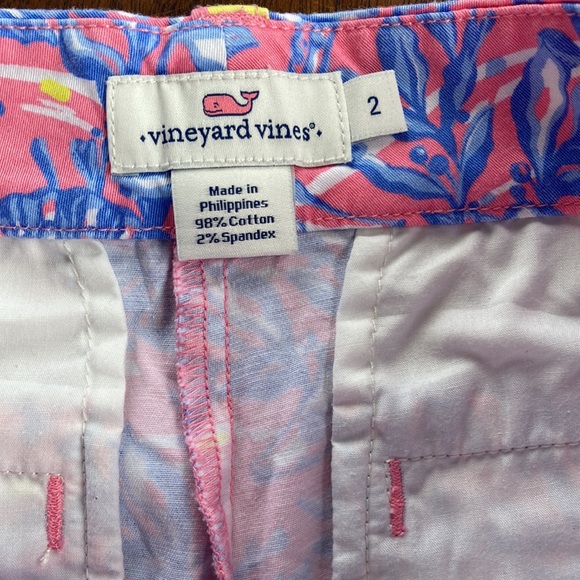 vineyard vines®
2
Made in
Philippines
98% Cotton
2% Spandex